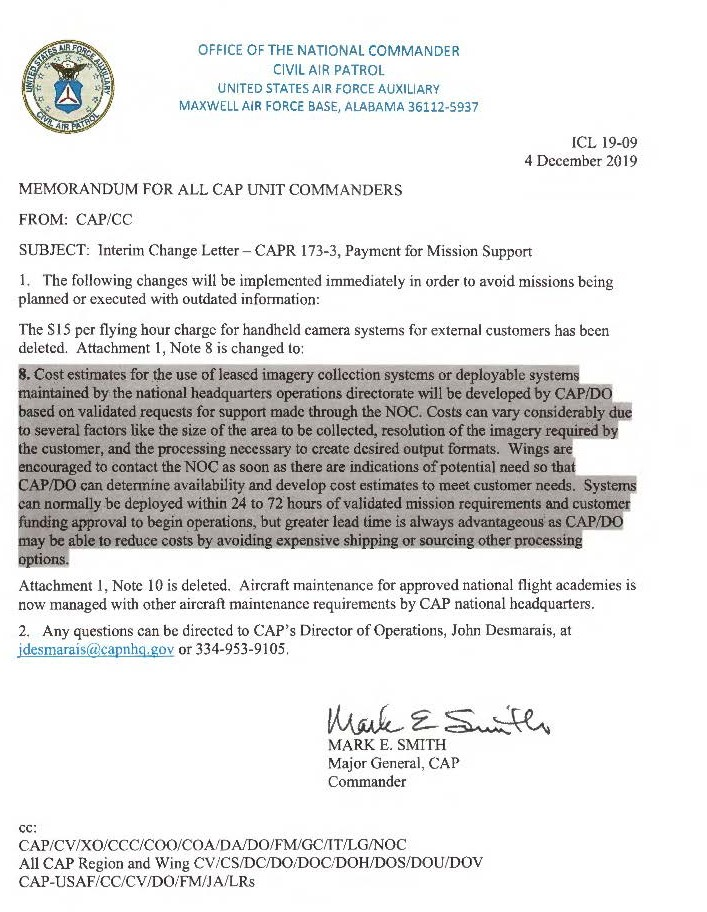 UNITED STATES AIR FORCE AUXILIARY
CIVIL AIR PATROL
OFFICE OF THE NATIONAL COMMANDER
CIVIL AIR PATROL
UNITED STATES AIR FORCE AUXILIARY
MAXWELL AIR FORCE BASE, ALABAMA 36112-5937
ICL 19-09
4 December 2019
MEMORANDUM FOR ALL CAP UNIT COMMANDERS
FROM: CAP/CC
SUBJECT: Interim Change Letter – CAPR 173-3, Payment for Mission Support
1. The following changes will be implemented immediately in order to avoid missions being
planned or executed with outdated information:
The $15 per flying hour charge for handheld camera systems for external customers has been
deleted. Attachment 1, Note 8 is changed to:
8. Cost estimates for the use of leased imagery collection systems or deployable systems
maintained by the national headquarters operations directorate will be developed by CAP/DO
based on validated requests for support made through the NOC. Costs can vary considerably due
to several factors like the size of the area to be collected, resolution of the imagery required by
the customer, and the processing necessary to create desired output formats. Wings are
encouraged to contact the NOC as soon as there are indications of potential need so that
CAP/DO can determine availability and develop cost estimates to meet customer needs. Systems
can normally be deployed within 24 to 72 hours of validated mission requirements and customer
funding approval to begin operations, but greater lead time is always advantageous as CAP/DO
may be able to reduce costs by avoiding expensive shipping or sourcing other processing
options.
Attachment 1, Note 10 is deleted. Aircraft maintenance for approved national flight academies is
now managed with other aircraft maintenance requirements by CAP national headquarters.
2. Any questions can be directed to CAP's Director of Operations, John Desmarais, at
jdesmarais@capnhq.gov or 334-953-9105.
Mark E Smith
MARK E. SMITH
Major General, CAP
Commander
cc:
CAP/CV/XO/CCC/COO/COA/DA/DO/FM/GC/IT/LG/NOC
All CAP Region and Wing CV/CS/DC/DO/DOC/DOH/DOS/DOU/DOV
CAP-USAF/CC/CV/DO/FM/JA/LRs